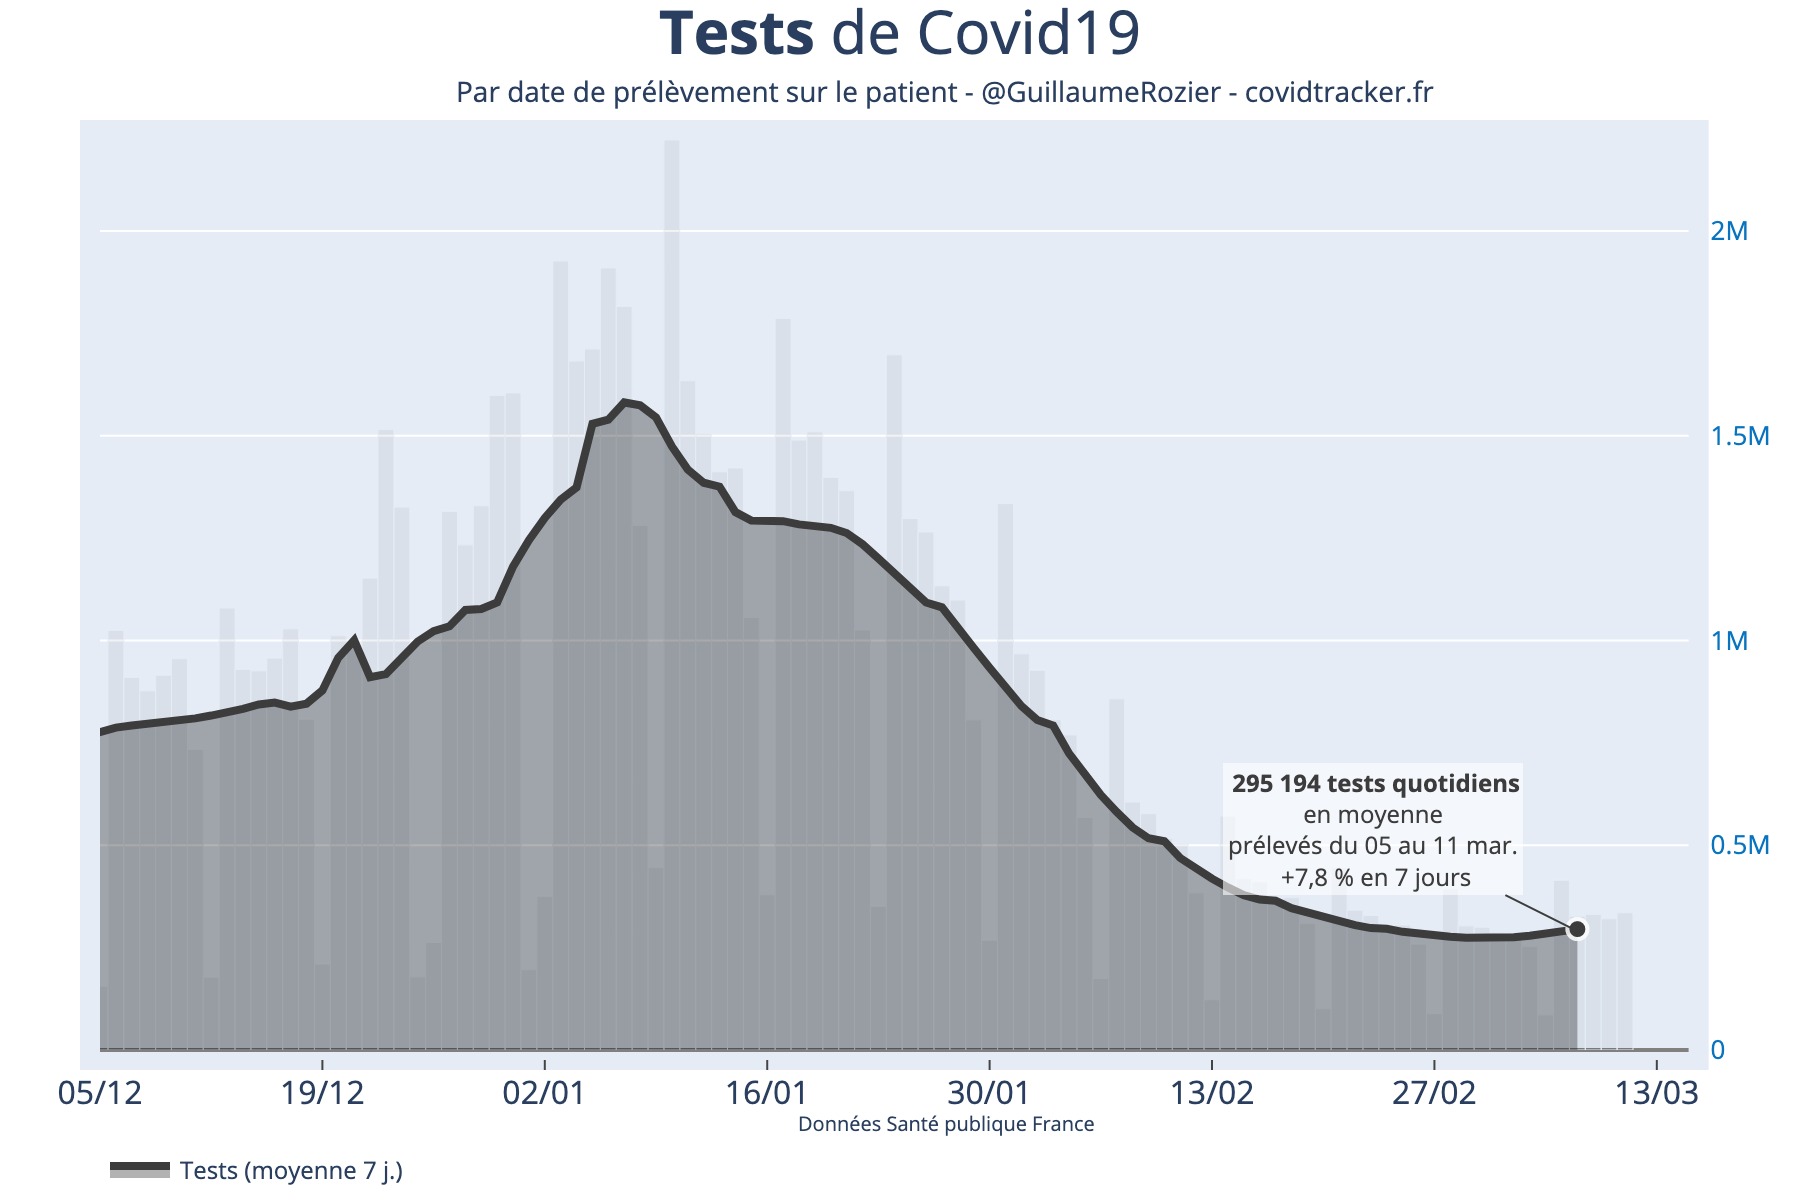 Tests de Covid19
Par date de prélèvement sur le patient - @GuillaumeRozier - covidtracker.fr
2M
1.5M
1M
295 194 tests quotidiens
en moyenne
prélevés du 05 au 11 mar.
+7,8 % en 7 jours
0.5M
0
05/12 19/12 02/01 16/01 30/01 13/02 27/02 13/03
Données Santé publique France
Tests (moyenne 7 j.)